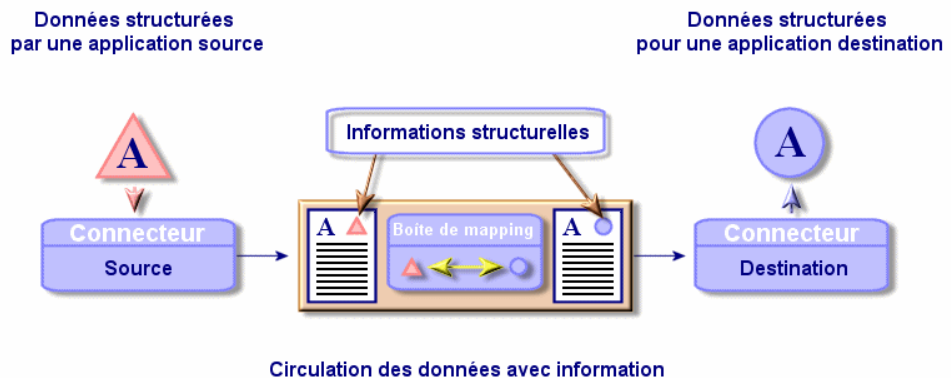 Données structurées
par une application source
Données structurées
pour une application destination
A
Informations structurelles
A
Connecteur
Source
A
Boîte de mapping
A
Connecteur
Destination
Circulation des données avec information